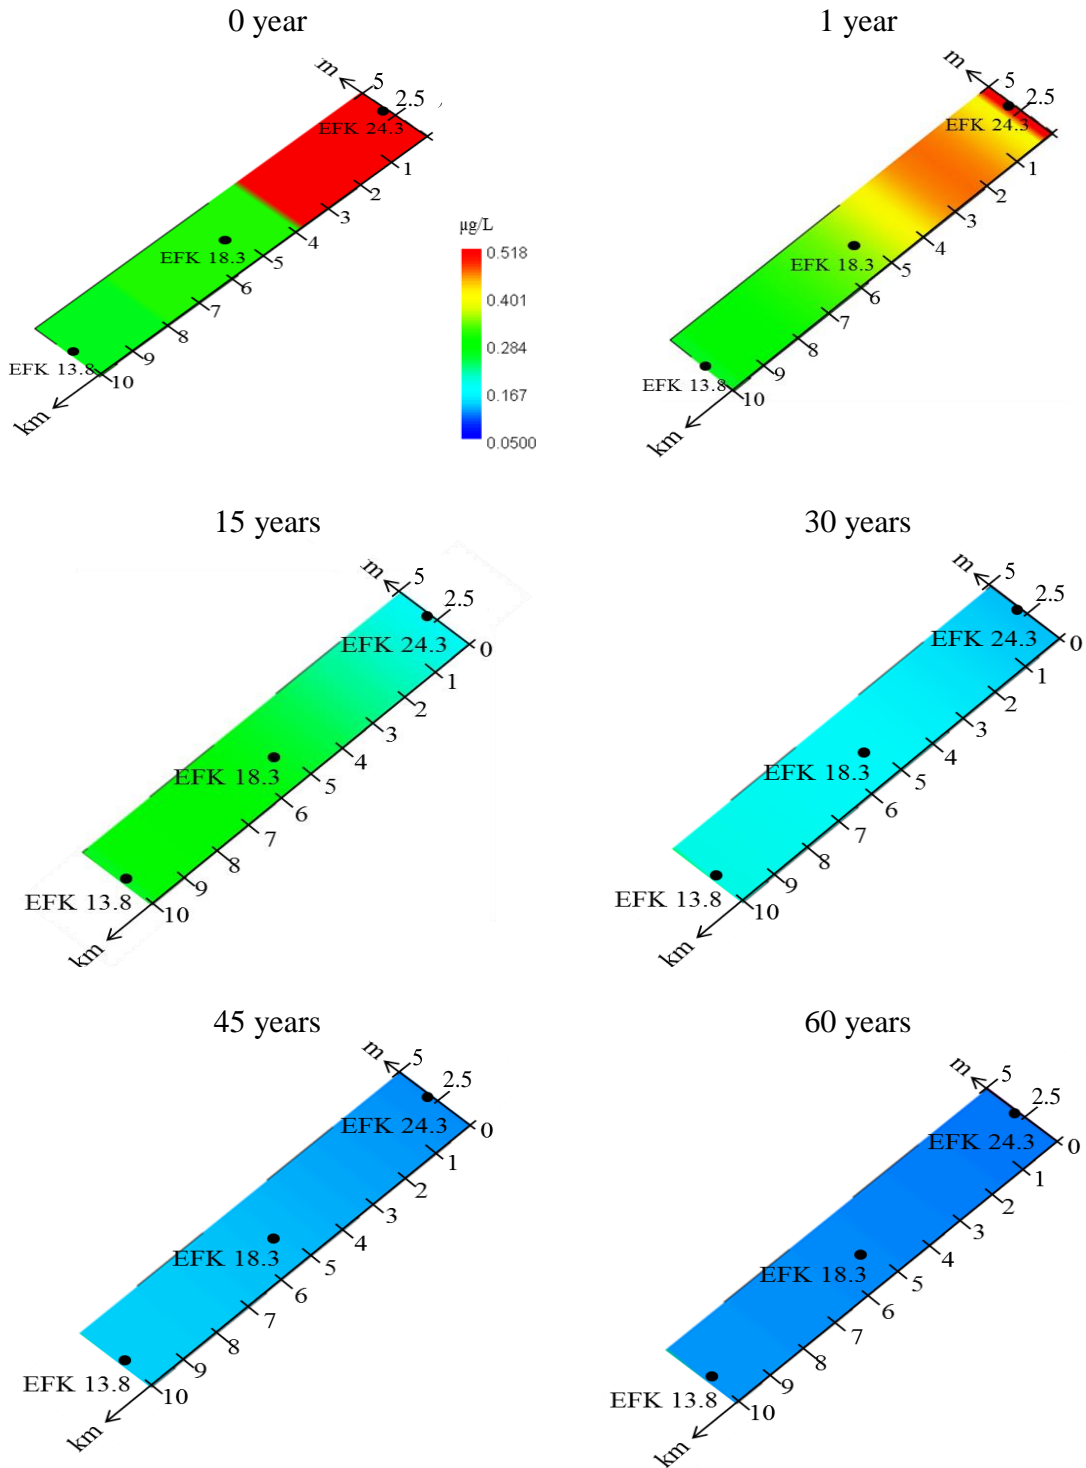 0 year
m
5
2.5
EFK 24.3
1
2
3
4
EFK 18.3
5
6
7
8
9
EFK 13.8
10
km
µg/L
0.518
0.401
0.284
0.167
0.0500
1 year
m
5
2.5
EFK 24.3
1
2
3
4
EFK 18.3
5
6
7
8
9
EFK 13.8
10
km
15 years
m
5
2.5
EFK 24.3
0
1
2
3
4
EFK 18.3
5
6
7
8
9
EFK 13.8
10
km
30 years
m
5
2.5
EFK 24.3
0
1
2
3
4
EFK 18.3
5
6
7
8
9
EFK 13.8
10
km
45 years
m
5
2.5
EFK 24.3
0
1
2
3
4
EFK 18.3
5
6
7
8
9
EFK 13.8
10
km
60 years
m
5
2.5
EFK 24.3
0
1
2
3
4
EFK 18.3
5
6
7
8
9
EFK 13.8
10
km